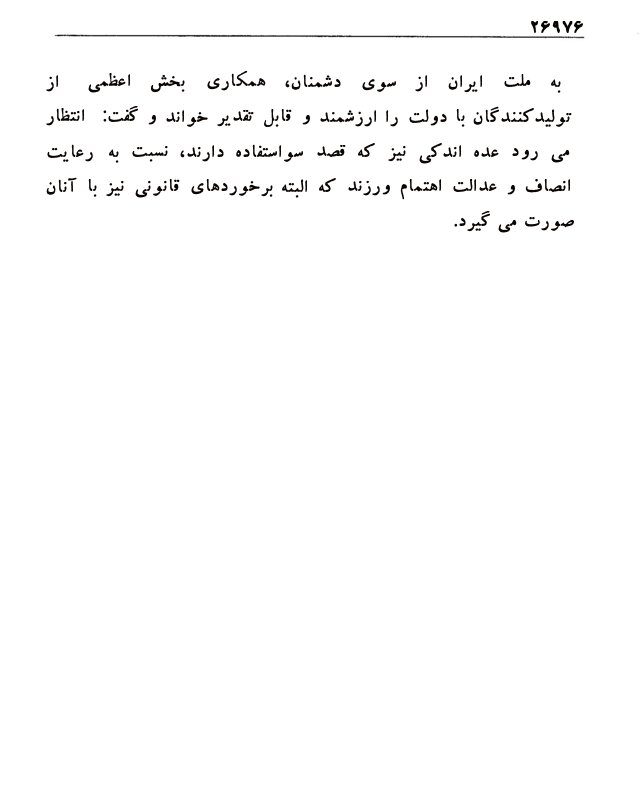 ۲۶۹۷۶
به ملت ایران از سوی دشمنان، همکاری بخش اعظمی از
تولیدکنندگان با دولت را ارزشمند و قابل تقدیر خواند و گفت: انتظار
می رود عده اندکی نیز که قصد سواستفاده دارند، نسبت به رعایت
انصاف و عدالت اهتمام ورزند که البته برخوردهای قانونی نیز با آنان
صورت می گیرد.